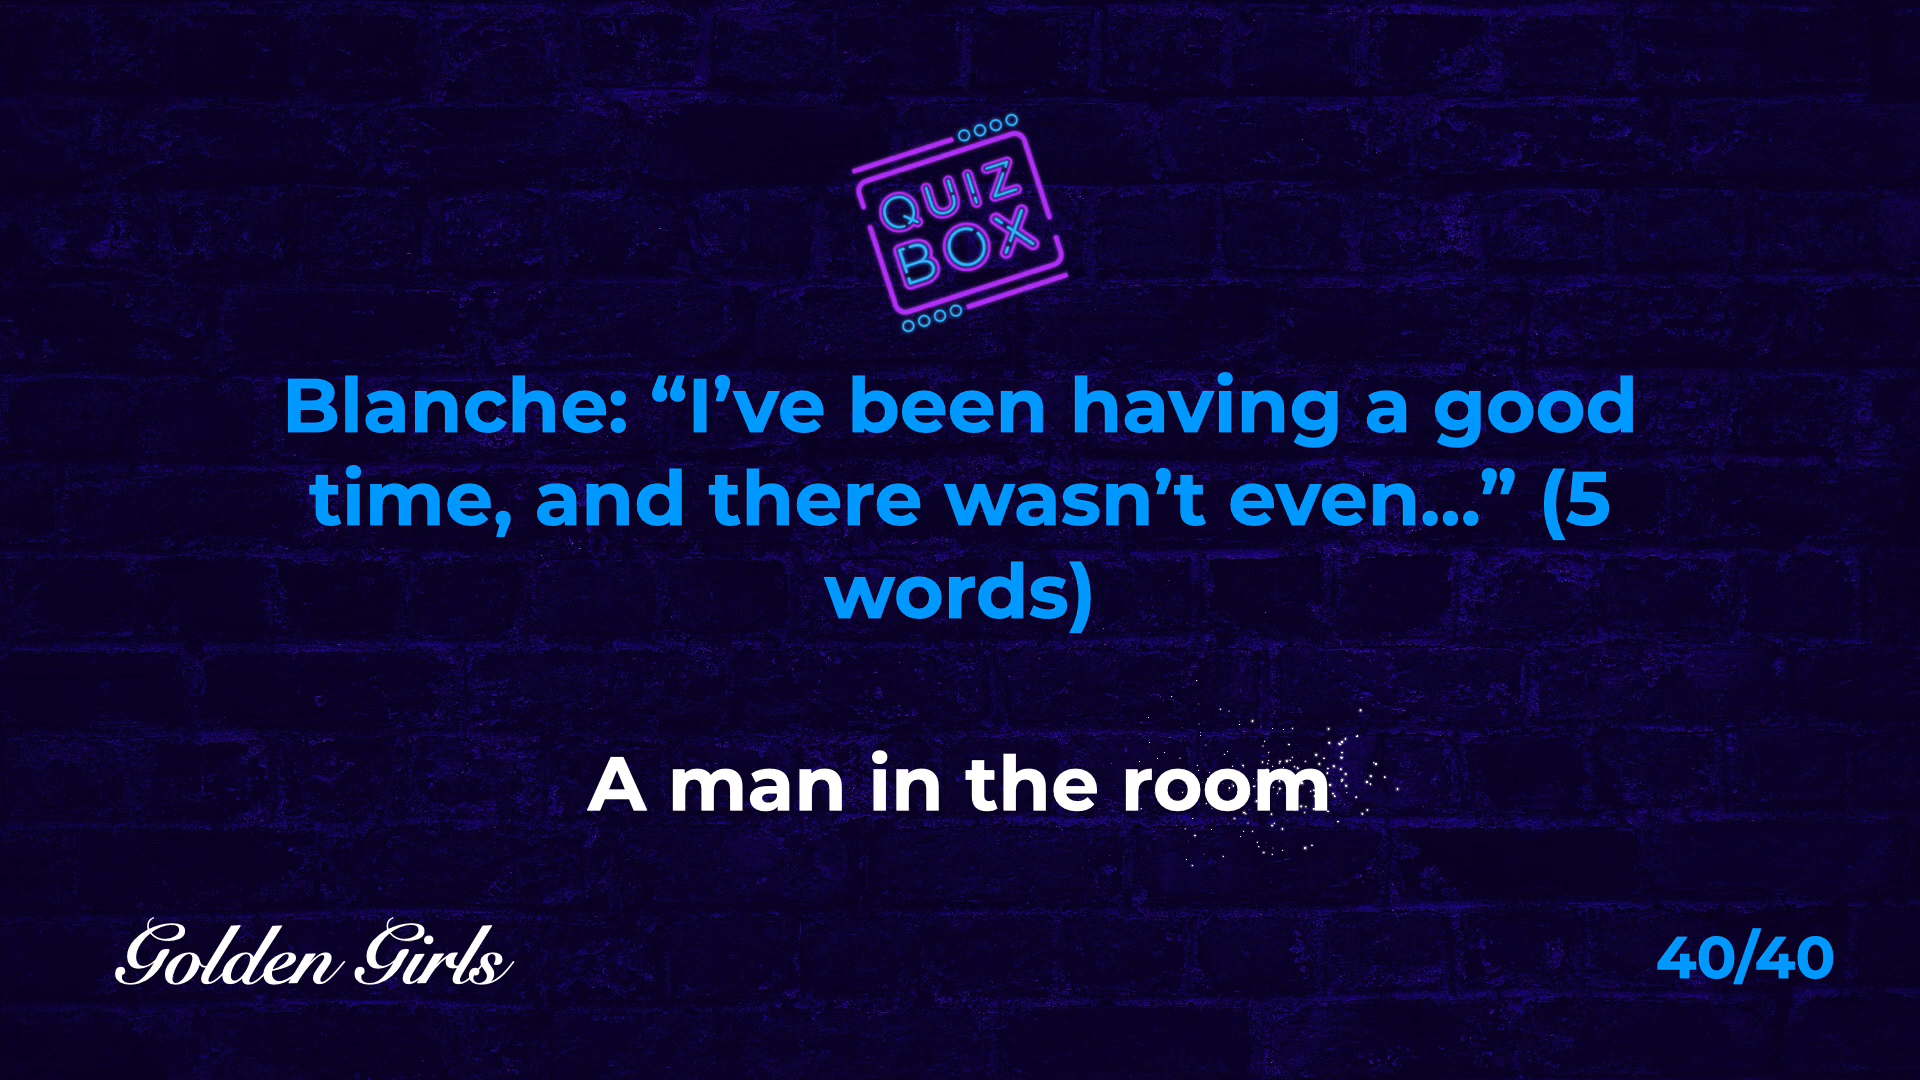 QUIZ
BOX
Blanche: “I’ve been having a good
time, and there wasn’t even...” (5
words)
A man in the room
Golden Girls
40/40